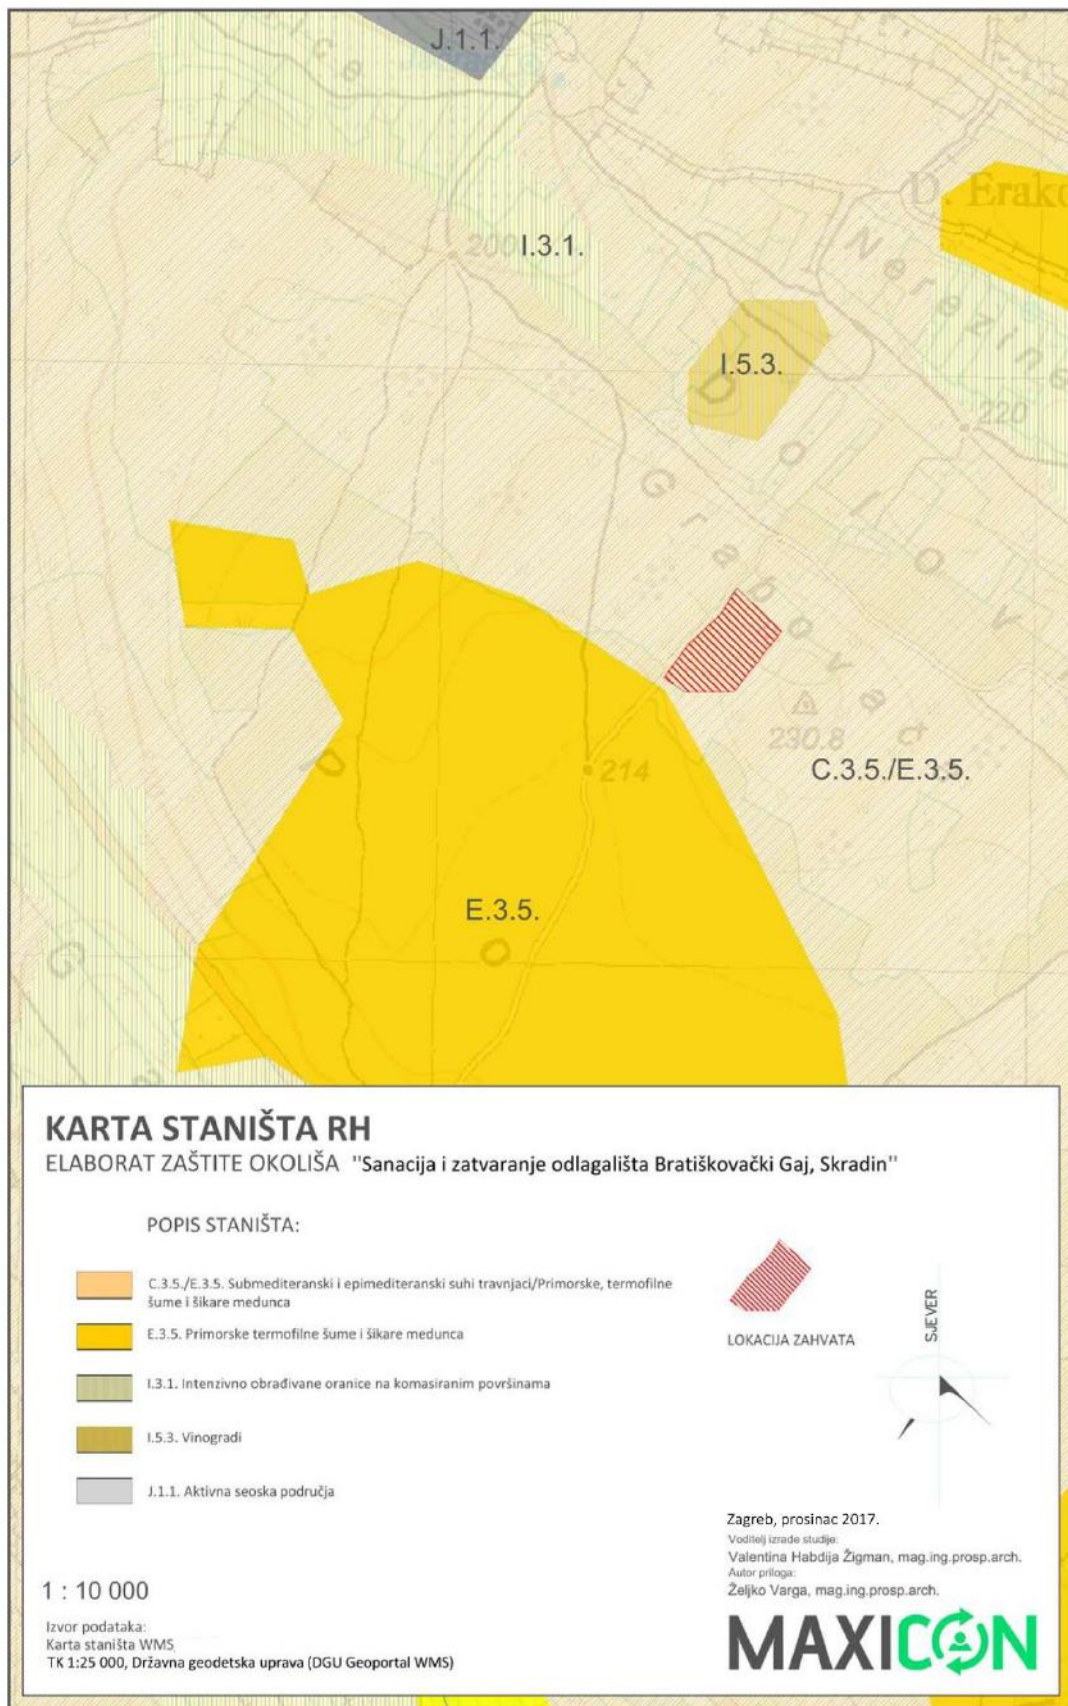 J.1.1.
D. Erako
200
I.3.1.
Nerezine
I.5.3.
220
Grabovac
230.8
C.3.5./E.3.5.
214
E.3.5.
KARTA STANIŠTA RH
ELABORAT ZAŠTITE OKOLIŠA "Sanacija i zatvaranje odlagališta Bratiškovački Gaj, Skradin"
POPIS STANIŠTA:
C.3.5./E.3.5. Submediteranski i epimediteranski suhi travnjaci/Primorske, termofilne
šume i šikare medunca
E.3.5. Primorske termofilne šume i šikare medunca
I.3.1. Intenzivno obrađivane oranice na komasiranim površinama
I.5.3. Vinogradi
J.1.1. Aktivna seoska područja
LOKACIJA ZAHVATA
SJEVER
1 : 10 000
Izvor podataka:
Karta staništa WMS
TK 1:25 000, Državna geodetska uprava (DGU Geoportal WMS)
Zagreb, prosinac 2017.
Voditelj izrade studije:
Valentina Habdija Žigman, mag.ing.prosp.arch.
Autor priloga:
Željko Varga, mag.ing.prosp.arch.
MAXICON